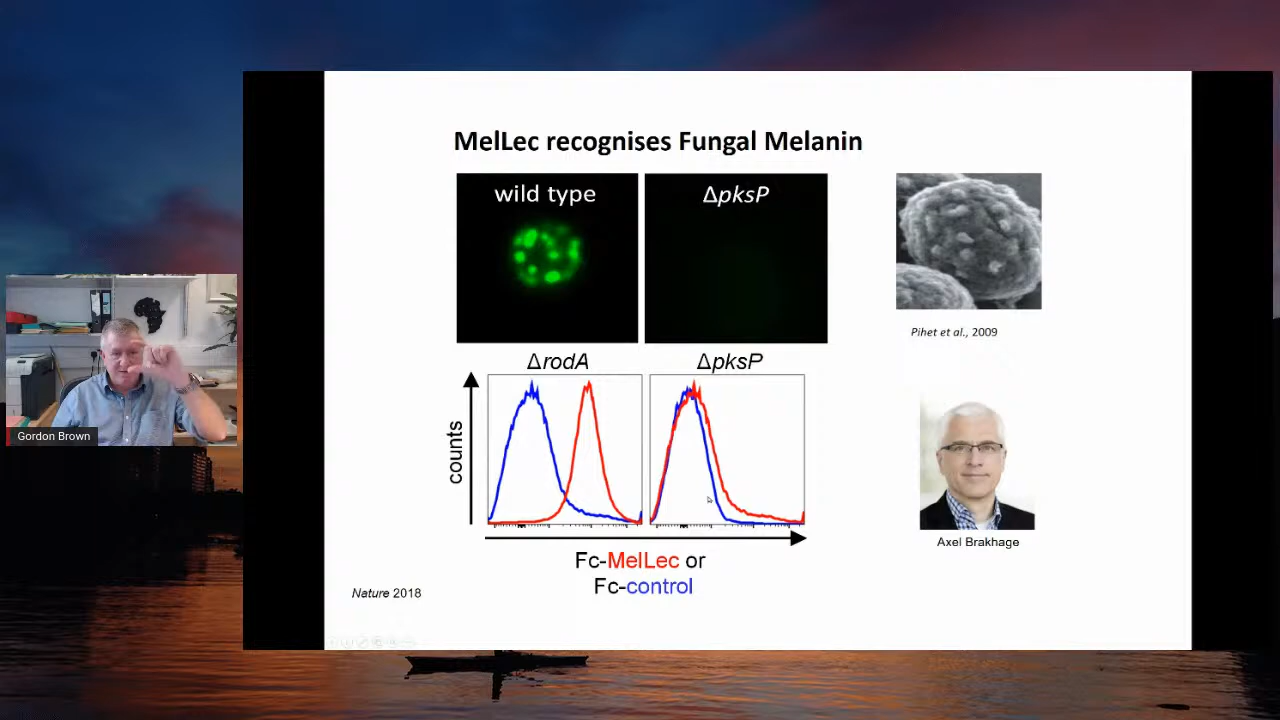 MelLec recognises Fungal Melanin
wild type
ΔpksP
Pihet et al., 2009
ΔrodA
ΔpksP
counts
Gordon Brown
Axel Brakhage
Fc-MelLec or
Fc-control
Nature 2018